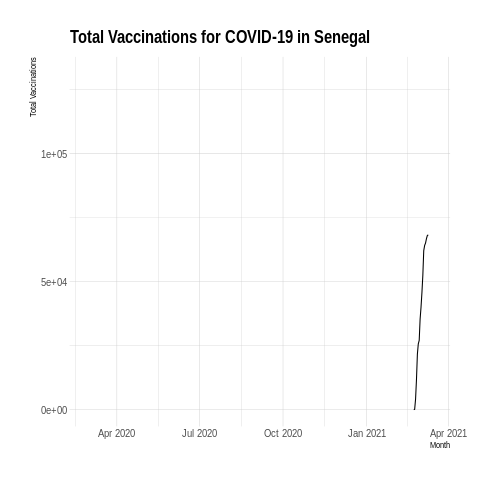 Total Vaccinations for COVID-19 in Senegal
Total Vaccinations
1e+05
5e+04
0e+00
Apr 2020 Jul 2020 Oct 2020 Jan 2021 Apr 2021
Month